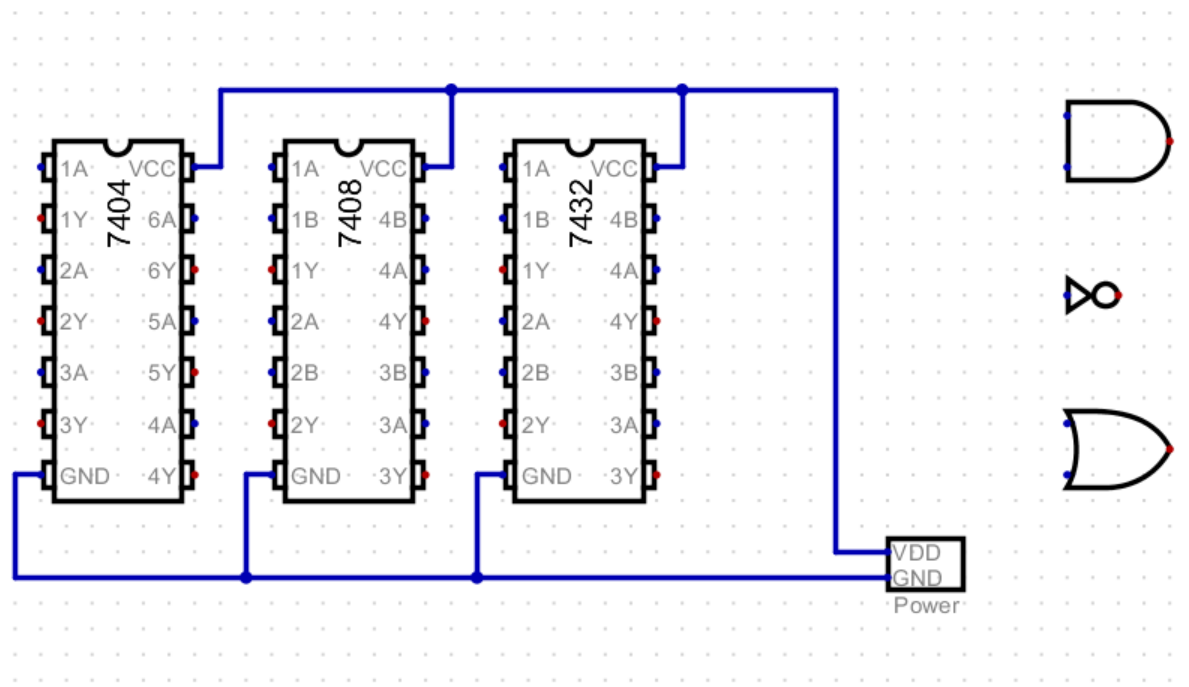 1A VCC
1Y 6A
2A 6Y
2Y 5A
3A 5Y
3Y 4A
GND 4Y
7404
1A VCC
1B 4B
1Y 4A
2A 4Y
2B 3B
2Y 3A
GND 3Y
7408
1A VCC
1B 4B
1Y 4A
2A 4Y
2B 3B
2Y 3A
GND 3Y
7432
VDD
GND
Power